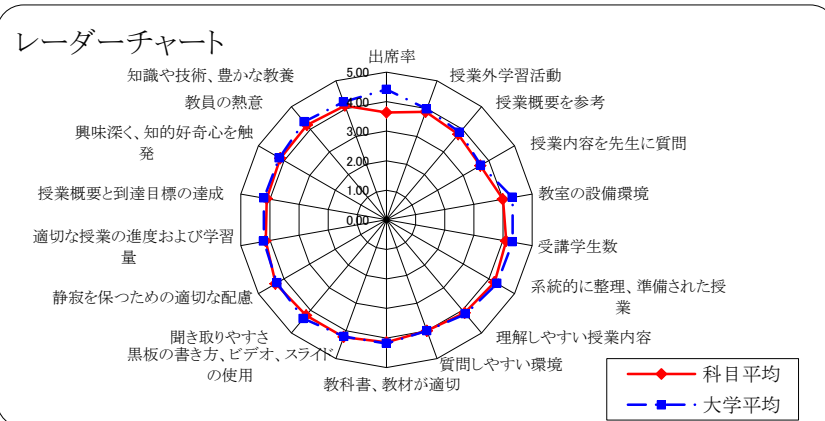 レーダーチャート
出席率
授業外学習活動
授業概要を参考
授業内容を先生に質問
教室の設備環境
受講学生数
系統的に整理、準備された授
業
理解しやすい授業内容
質問しやすい環境
教科書、教材が適切
黒板の書き方、ビデオ、スライド
の使用
聞き取りやすさ
静寂を保つための適切な配慮
適切な授業の進度および学習
量
授業概要と到達目標の達成
興味深く、知的好奇心を触
発
教員の熱意
知識や技術、豊かな教養
5.00
4.00
3.00
2.00
1.00
0.00
科目平均
大学平均